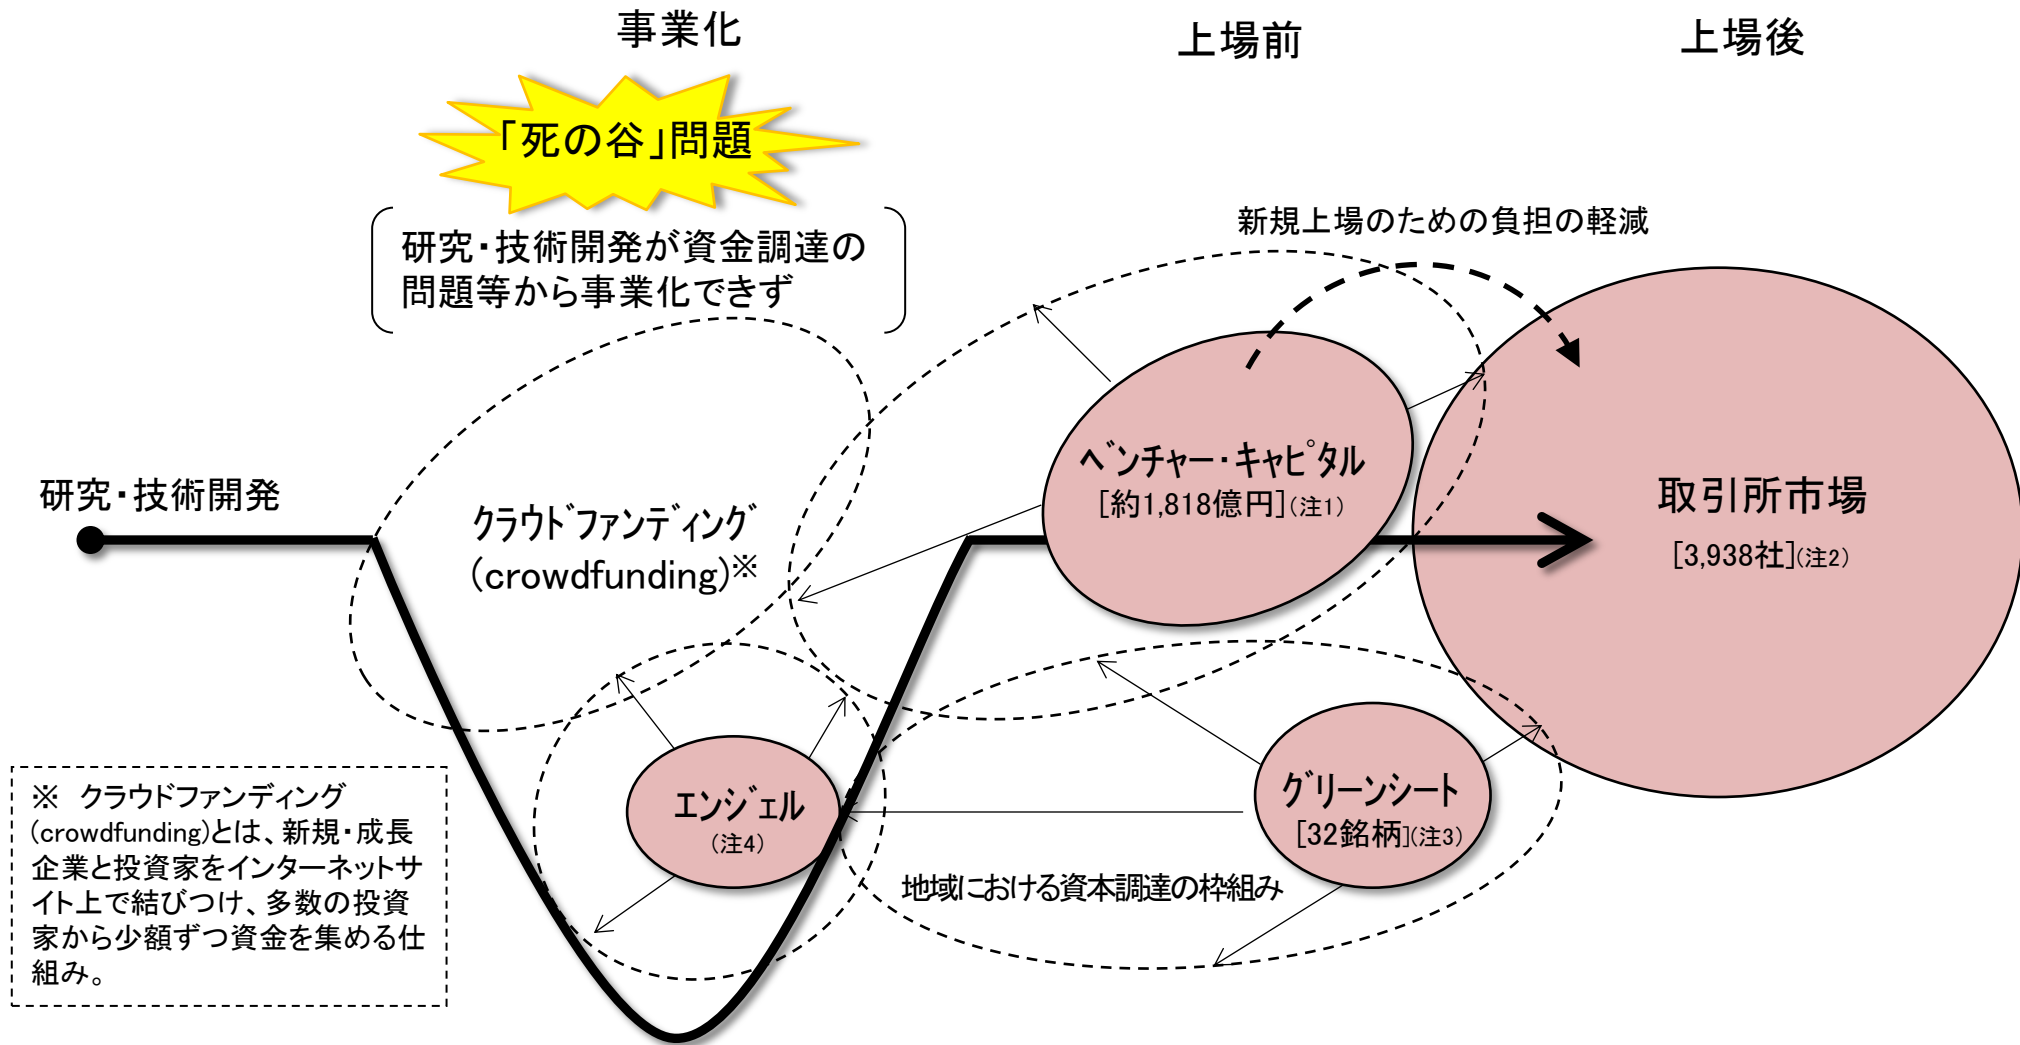 事業化
上場前
上場後
「死の谷」問題
研究・技術開発が資金調達の
問題等から事業化できず
新規上場のための負担の軽減
研究・技術開発
クラウドファンディング
(crowdfunding)※
ベンチャー・キャピタル
[約1,818億円](注1)
取引所市場
[3,938社](注2)
エンジェル
(注4)
グリーンシート
[32銘柄](注3)
地域における資本調達の枠組み
※ クラウドファンディング
(crowdfunding)とは、新規・成長
企業と投資家をインターネットサ
イト上で結びつけ、多数の投資
家から少額ずつ資金を集める仕
組み。